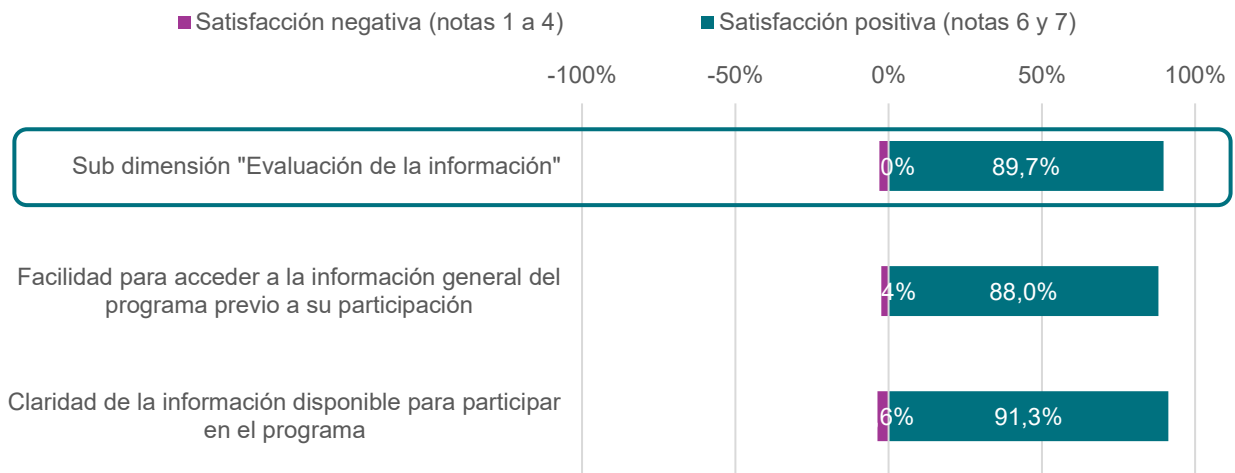 Satisfacción negativa (notas 1 a 4)
Satisfacción positiva (notas 6 y 7)
-100%
-50%
0%
50%
100%
Sub dimensión "Evaluación de la información"
0%
89,7%
Facilidad para acceder a la información general del
programa previo a su participación
4%
88,0%
Claridad de la información disponible para participar
en el programa
6%
91,3%